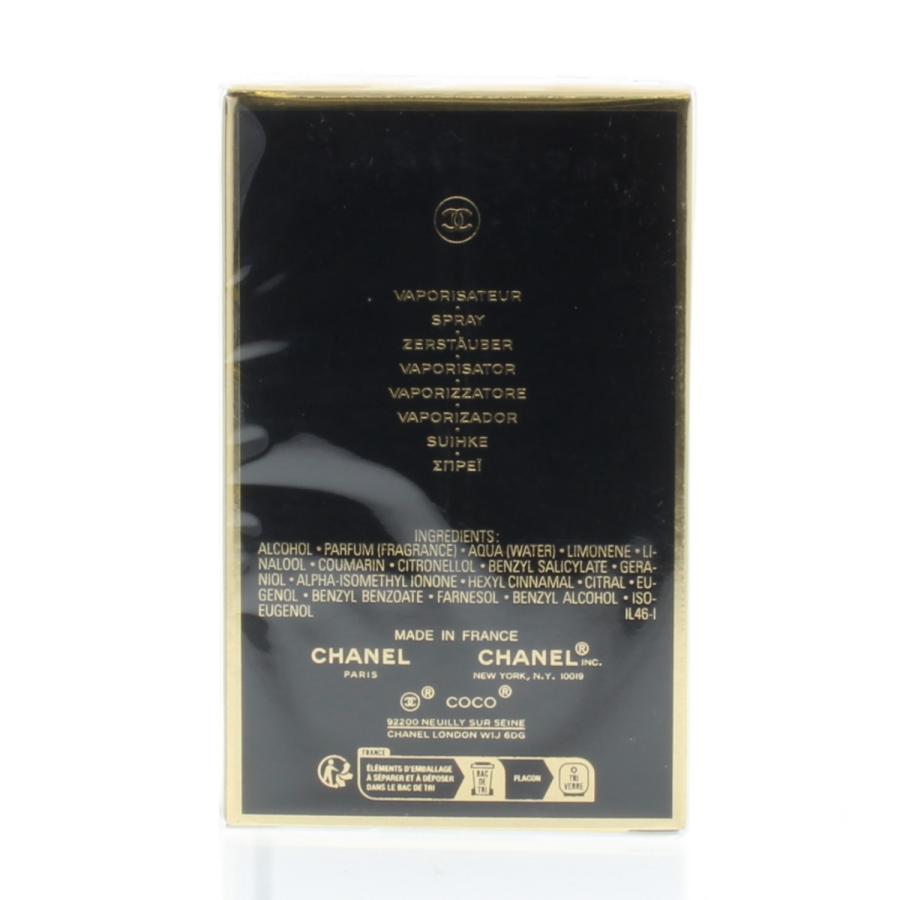 VAPORISATEUR
SPRAY
ZERSTÄUBER
VAPORISATOR
VAPORIZZATORE
VAPORIZADOR
SUIHKE
ΣΠΡΕΪ
INGREDIENTS:
ALCOHOL • PARFUM (FRAGRANCE) • AQUA (WATER) • LIMONENE • LI-
NALOOL • COUMARIN • CITRONELLOL • BENZYL SALICYLATE • GERA-
NIOL • ALPHA-ISOMETHYL IONONE • HEXYL CINNAMAL • CITRAL • EU-
GENOL • BENZYL BENZOATE • FARNESOL • BENZYL ALCOHOL • ISO-
EUGENOL IL46-I
MADE IN FRANCE
CHANEL CHANEL® INC.
PARIS NEW YORK, N.Y. 10019
® COCO®
92200 NEUILLY SUR SEINE
CHANEL LONDON W1J 6DG
FRANCE
ÉLÉMENTS D'EMBALLAGE
À SÉPARER ET À DÉPOSER
DANS LE BAC DE TRI
BAC
DE
TRI
FLACON
TRI
VERRE